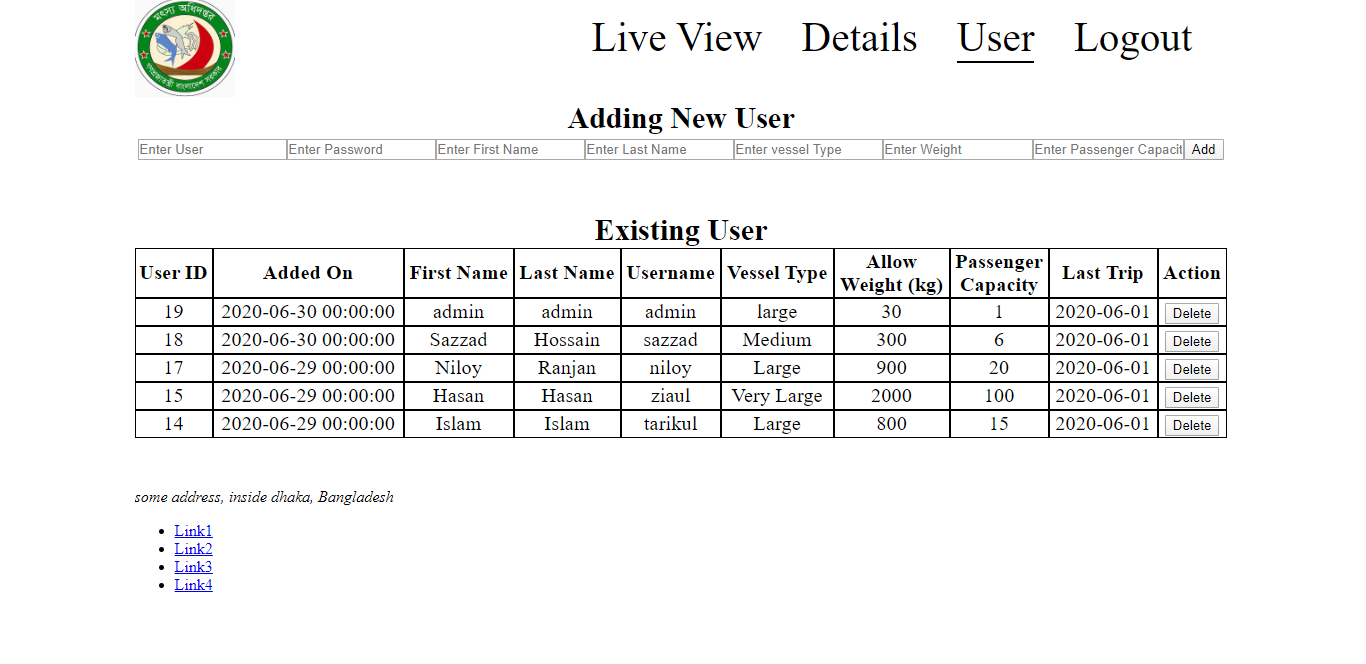 মৎস্য অধিদপ্তর
গণপ্রজাতন্ত্রী বাংলাদেশ সরকার
Live View Details User Logout
Adding New User
Enter User Enter Password Enter First Name Enter Last Name Enter vessel Type Enter Weight Enter Passenger Capacit Add
Existing User
User ID Added On First Name Last Name Username Vessel Type Allow Weight (kg) Passenger Capacity Last Trip Action
19 2020-06-30 00:00:00 admin admin admin large 30 1 2020-06-01 Delete
18 2020-06-30 00:00:00 Sazzad Hossain sazzad Medium 300 6 2020-06-01 Delete
17 2020-06-29 00:00:00 Niloy Ranjan niloy Large 900 20 2020-06-01 Delete
15 2020-06-29 00:00:00 Hasan Hasan ziaul Very Large 2000 100 2020-06-01 Delete
14 2020-06-29 00:00:00 Islam Islam tarikul Large 800 15 2020-06-01 Delete
some address, inside dhaka, Bangladesh
Link1
Link2
Link3
Link4